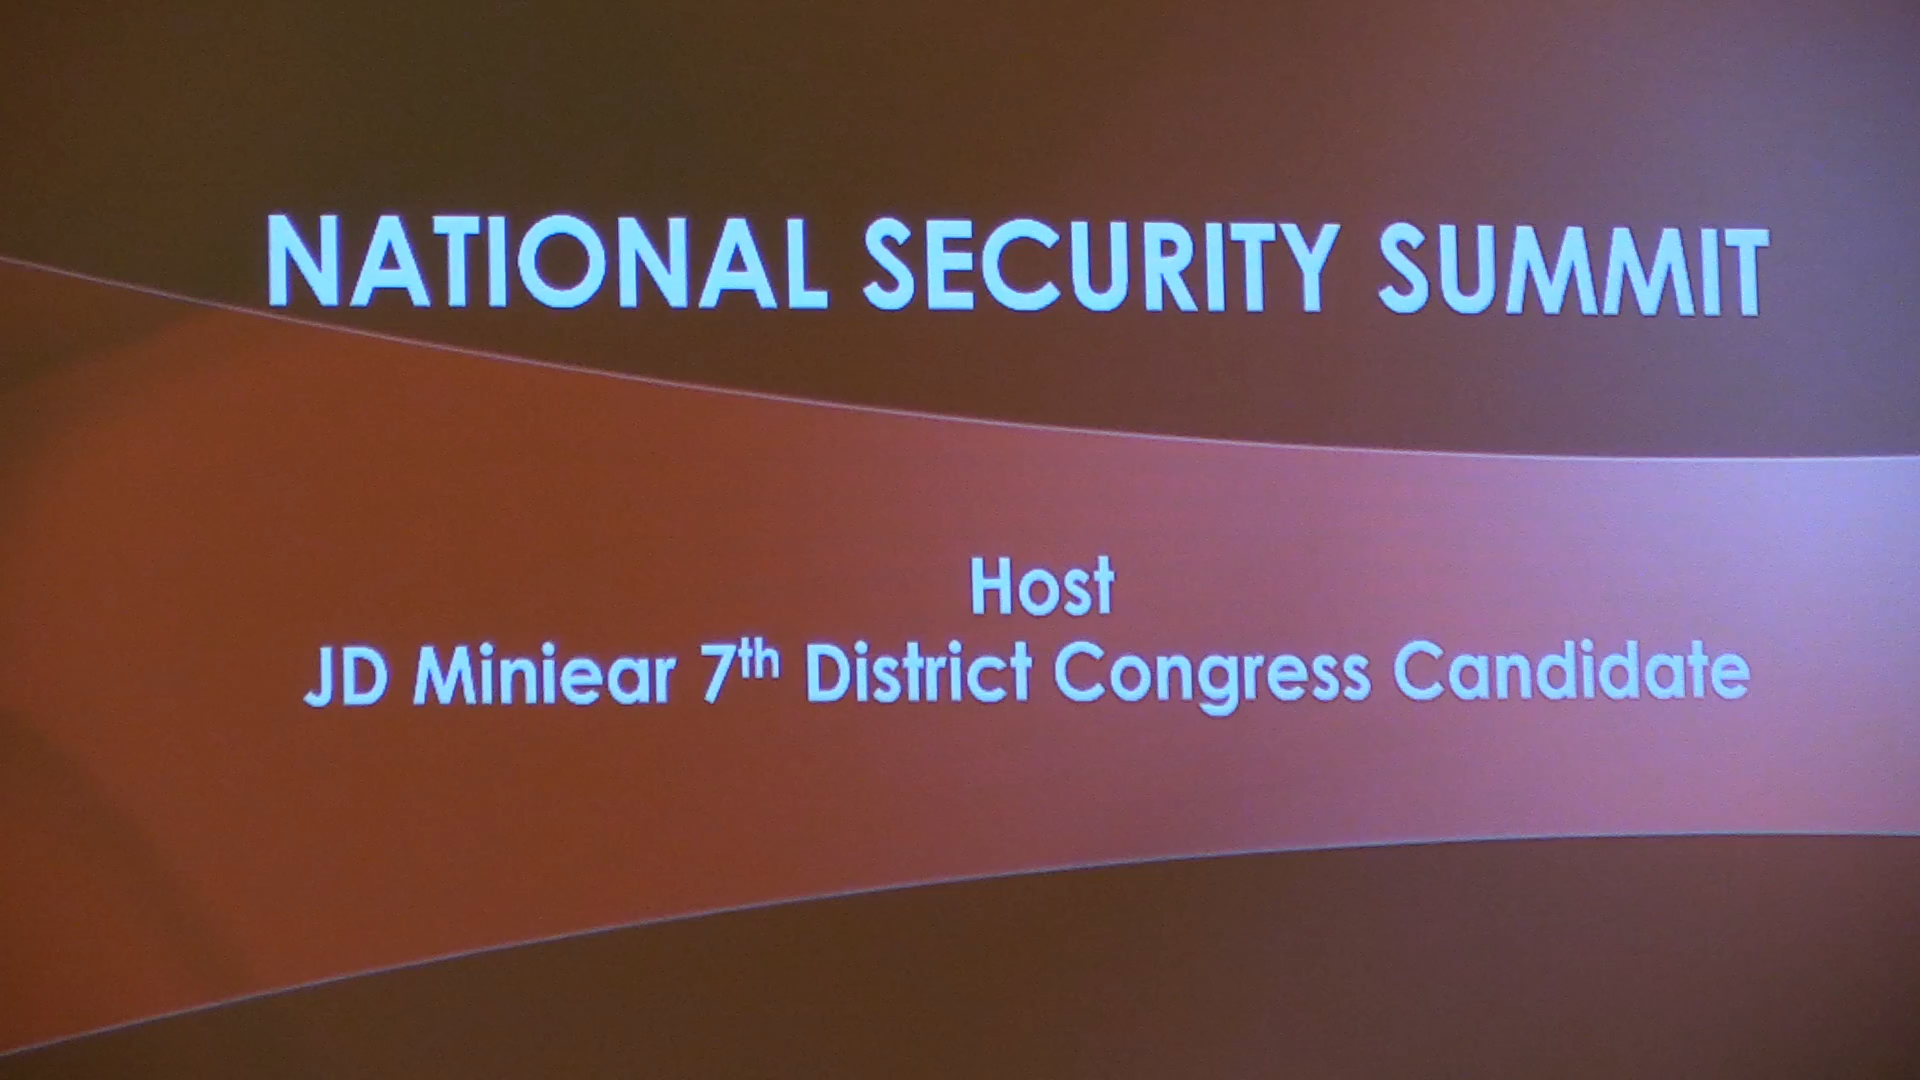 NATIONAL SECURITY SUMMIT
Host
JD Miniear 7th District Congress Candidate